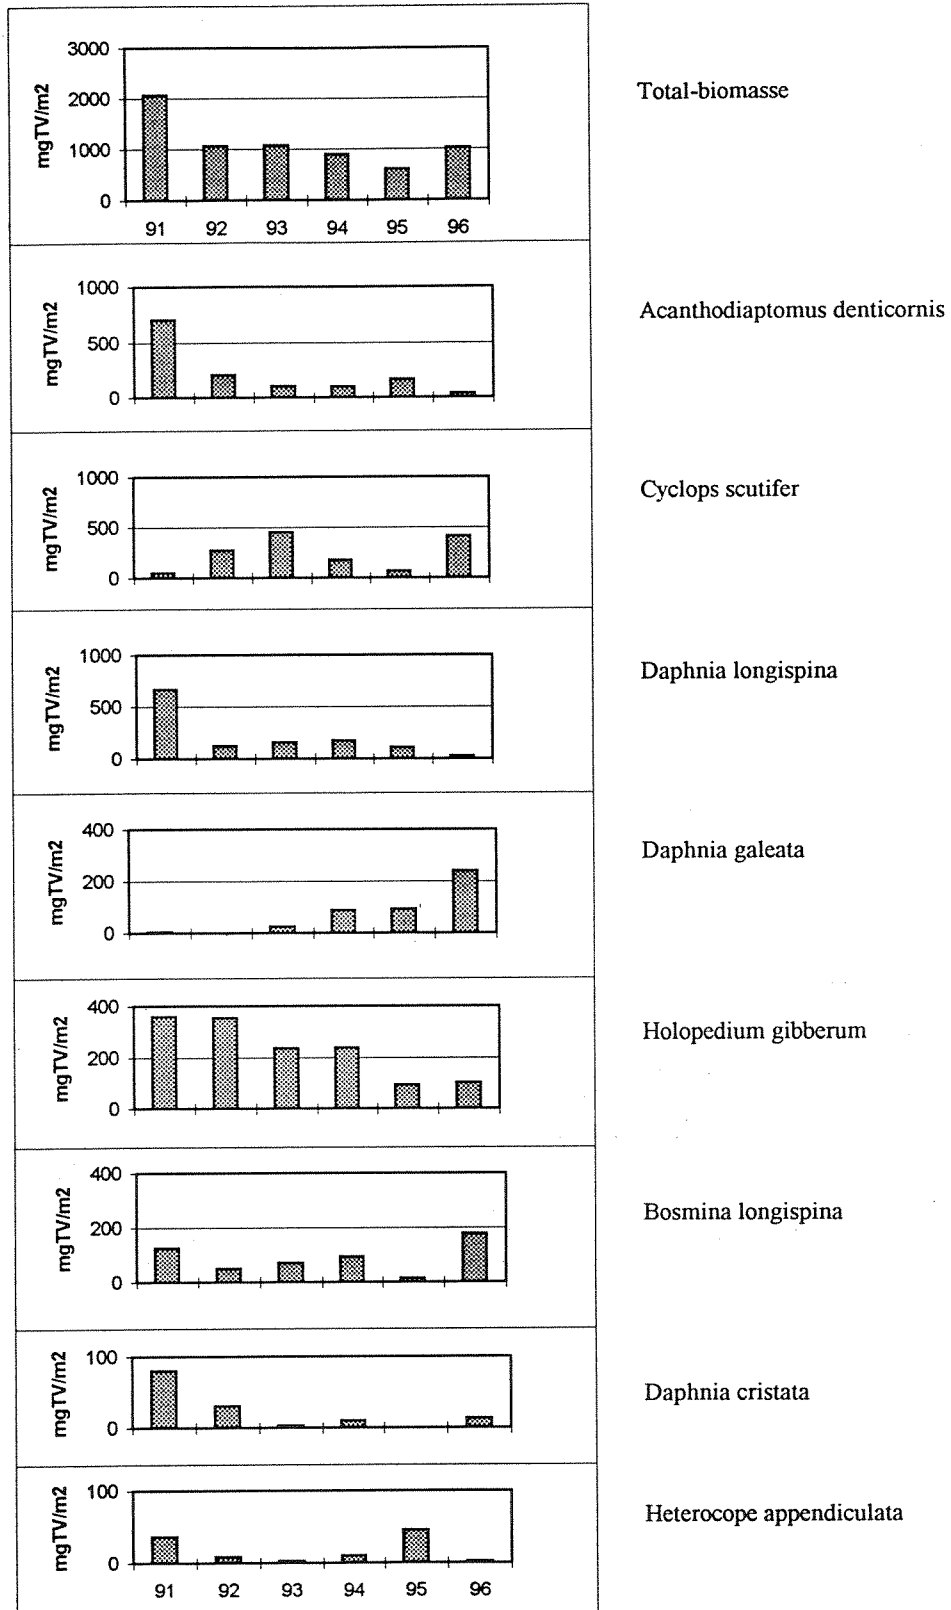 3000
2000
1000
0
mgTV/m2
91 92 93 94 95 96
Total-biomasse
1000
500
0
mgTV/m2
Acanthodiaptomus denticornis
1000
500
0
mgTV/m2
Cyclops scutifer
1000
500
0
mgTV/m2
Daphnia longispina
400
200
0
mgTV/m2
Daphnia galeata
400
200
0
mgTV/m2
Holopedium gibberum
400
200
0
mgTV/m2
Bosmina longispina
100
0
mgTV/m2
Daphnia cristata
100
0
mgTV/m2
Heterocope appendiculata
91 92 93 94 95 96